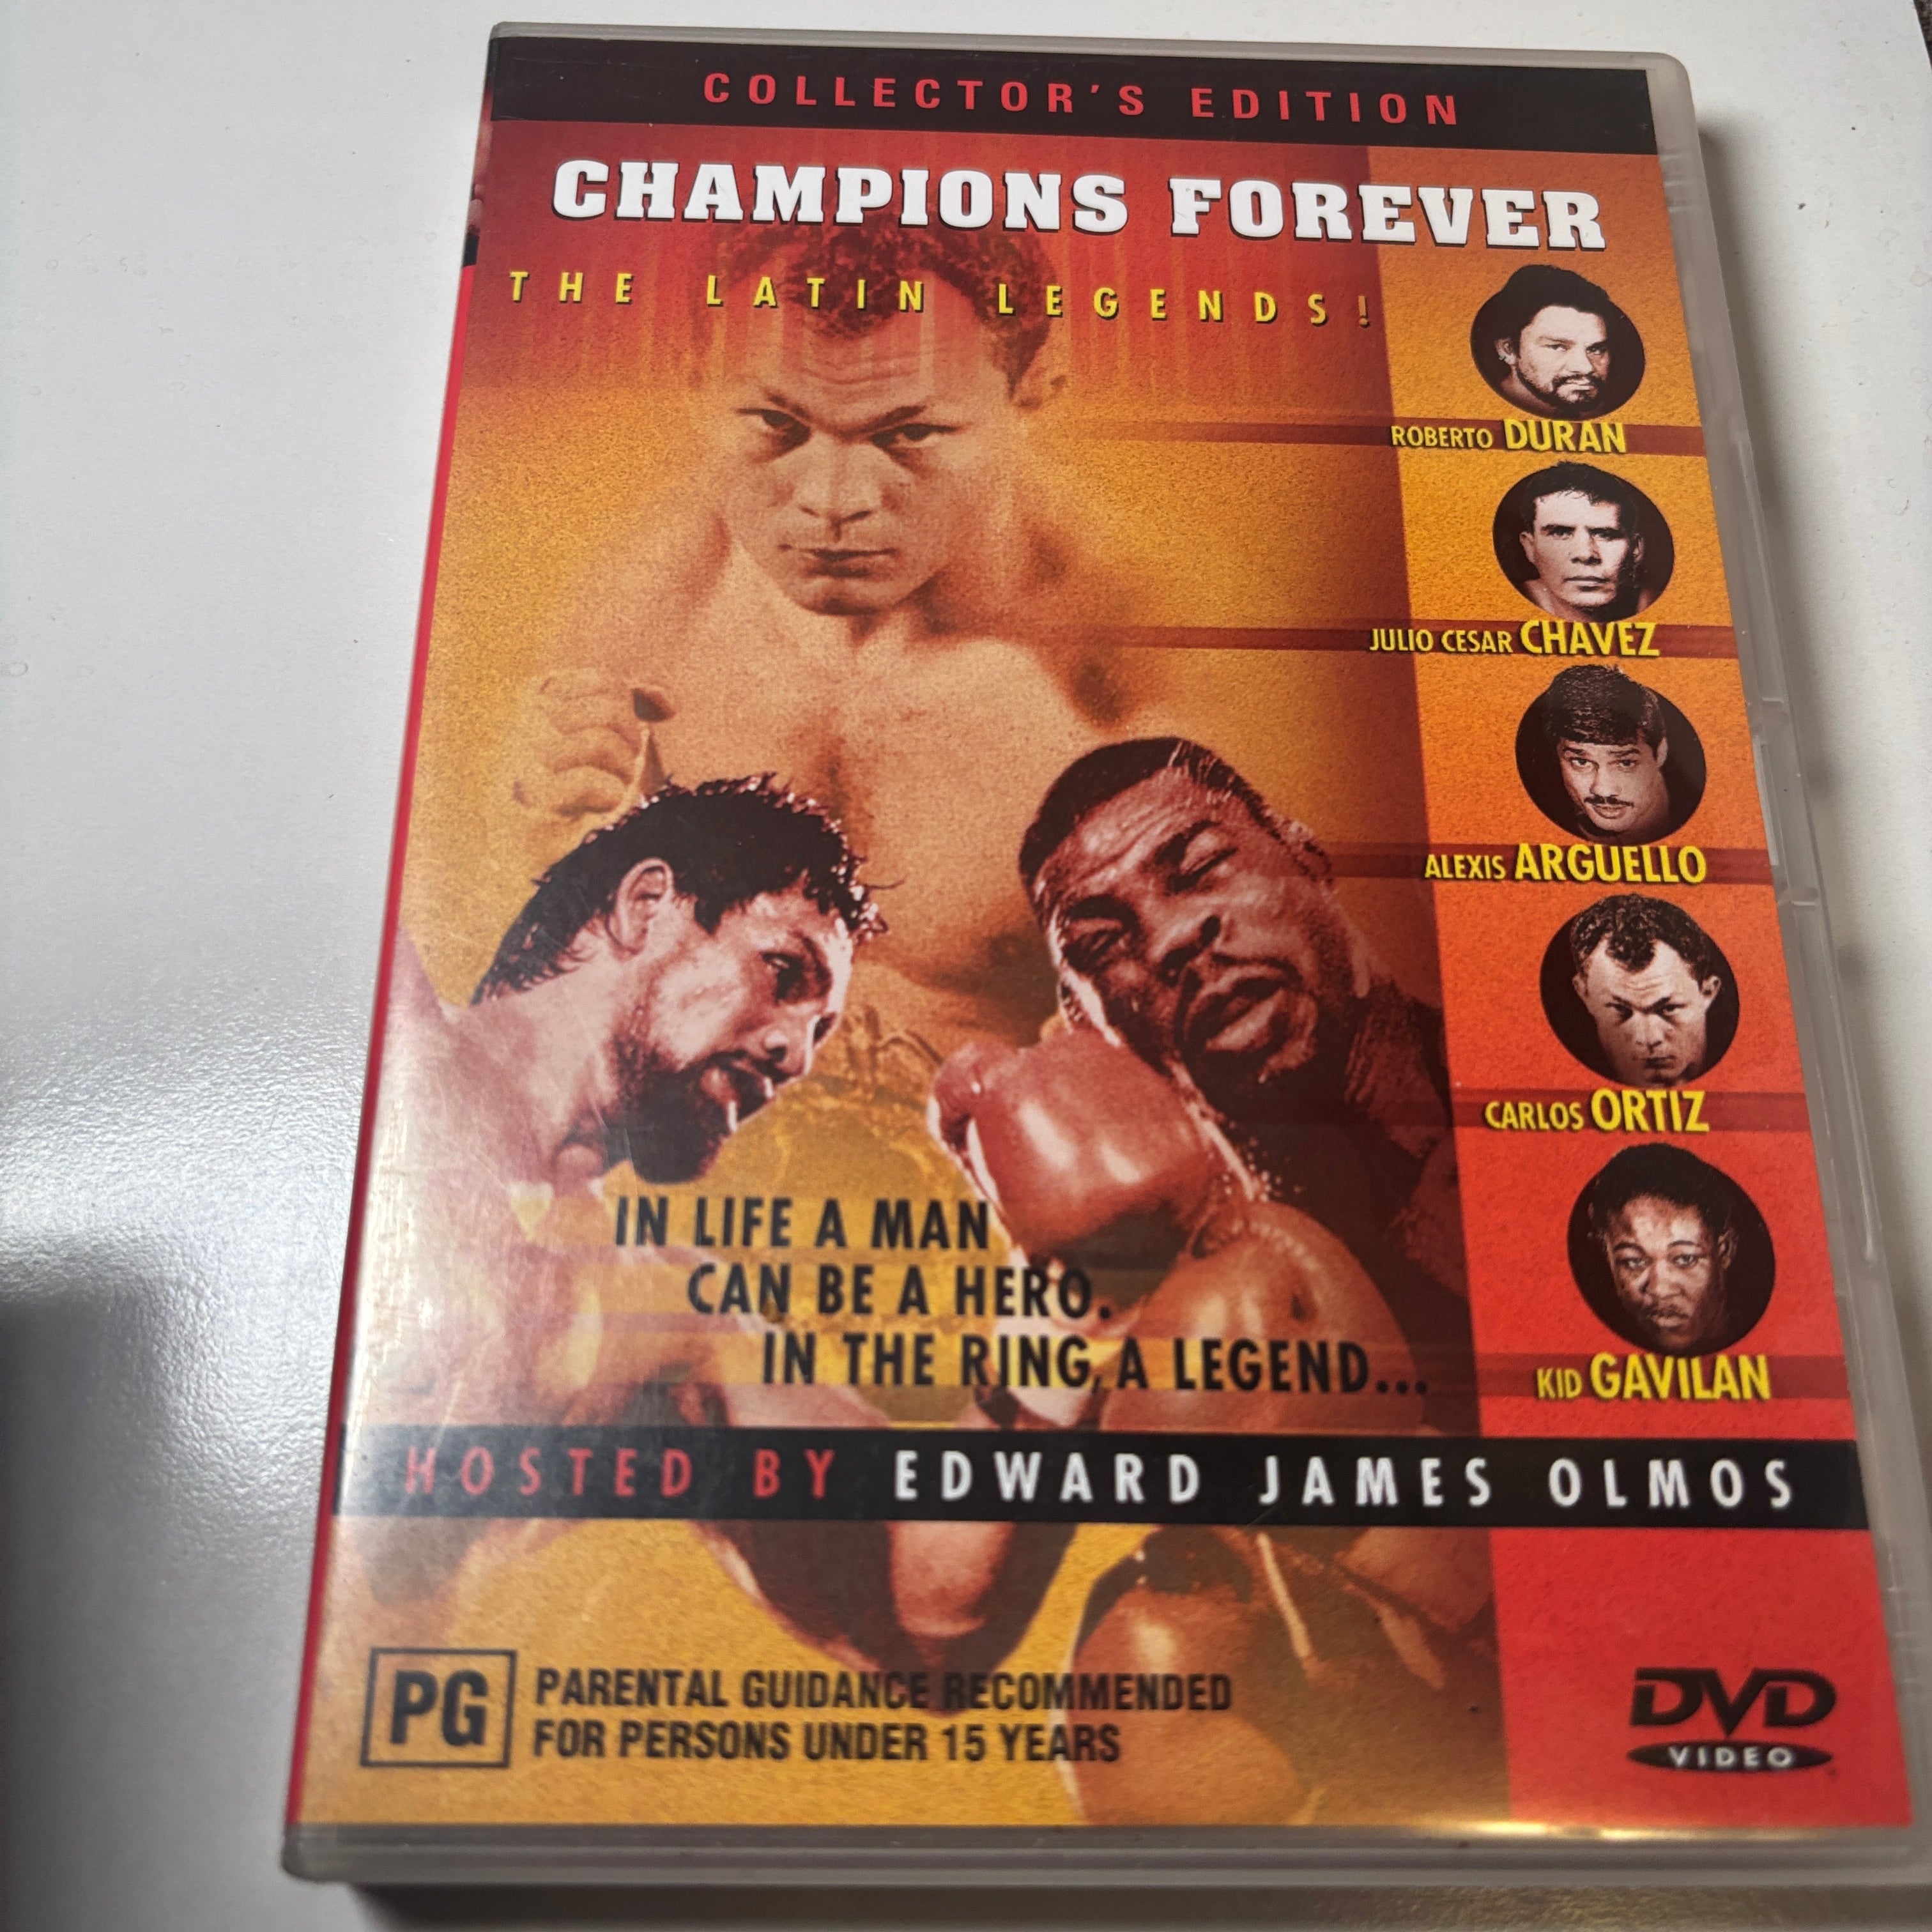 COLLECTOR'S EDITION
CHAMPIONS FOREVER
THE LATIN LEGENDS!
ROBERTO DURAN
JULIO CESAR CHAVEZ
ALEXIS ARGUELLO
CARLOS ORTIZ
KID GAVILAN
IN LIFE A MAN
CAN BE A HERO.
IN THE RING, A LEGEND...
HOSTED BY EDWARD JAMES OLMOS
PG
PARENTAL GUIDANCE RECOMMENDED
FOR PERSONS UNDER 15 YEARS
DVD
VIDEO